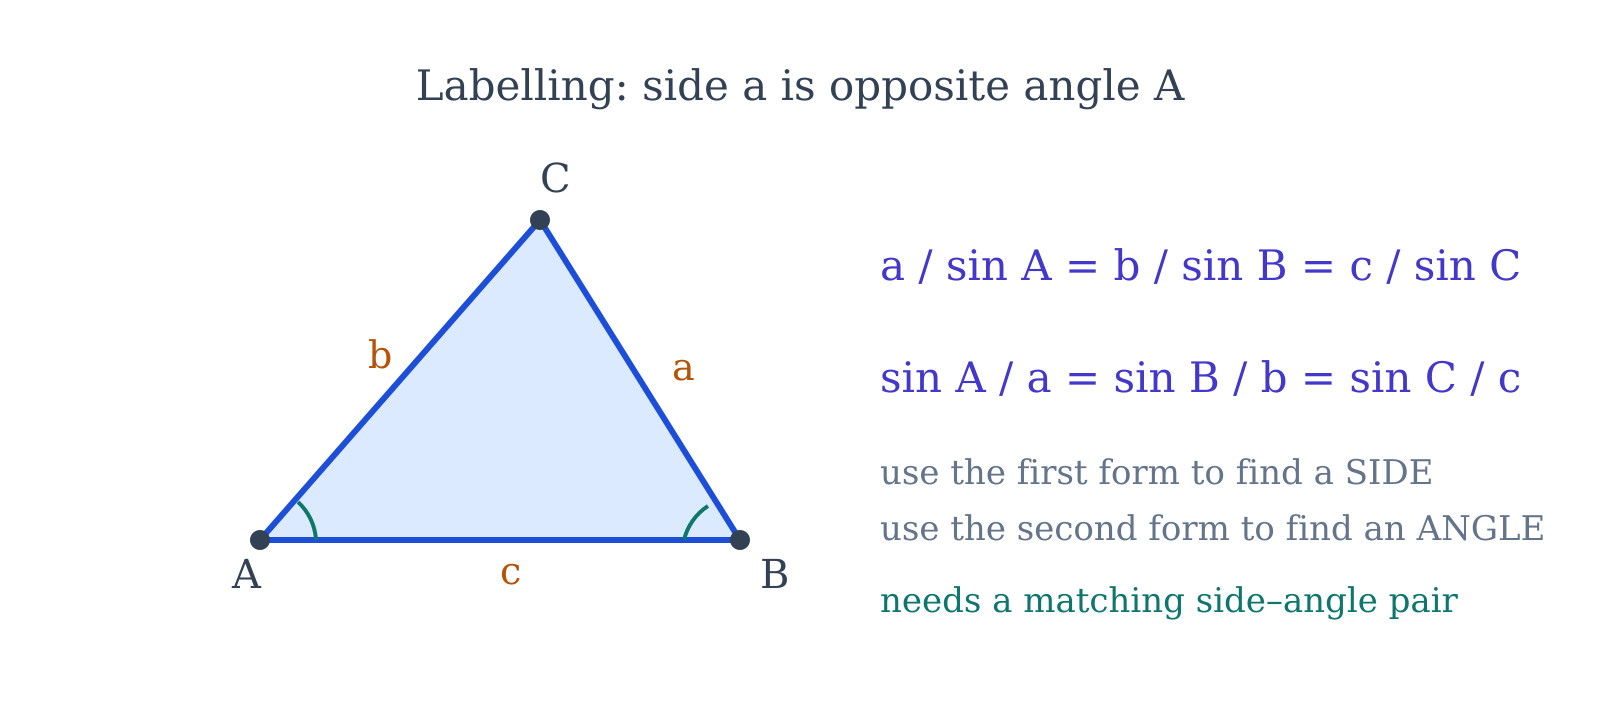 Labelling: side a is opposite angle A
C
a / sin A = b / sin B = c / sin C
b
a
sin A / a = sin B / b = sin C / c
use the first form to find a SIDE
use the second form to find an ANGLE
A
c
B
needs a matching side–angle pair